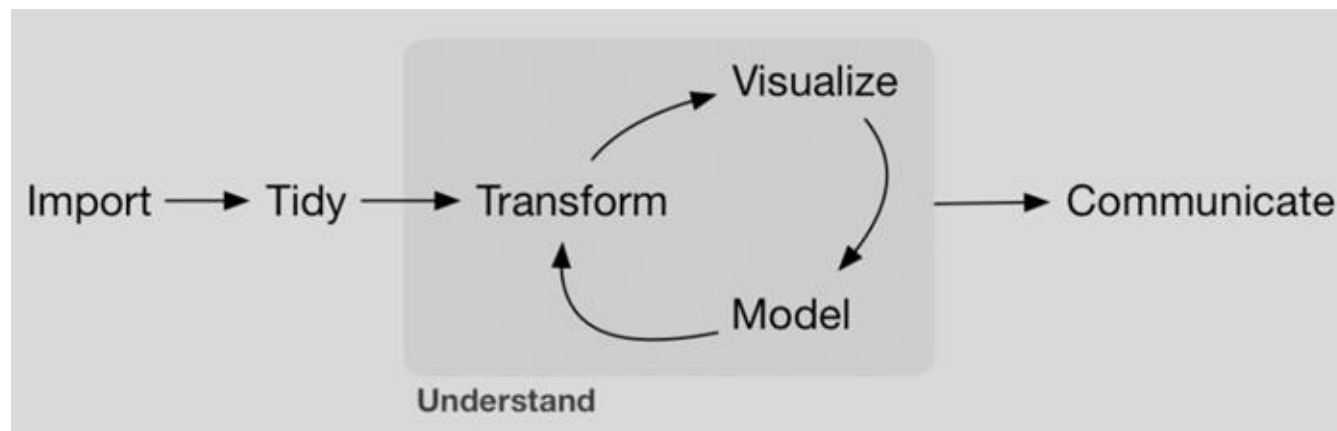 Visualize
Import
Tidy
Transform
Communicate
Model
Understand